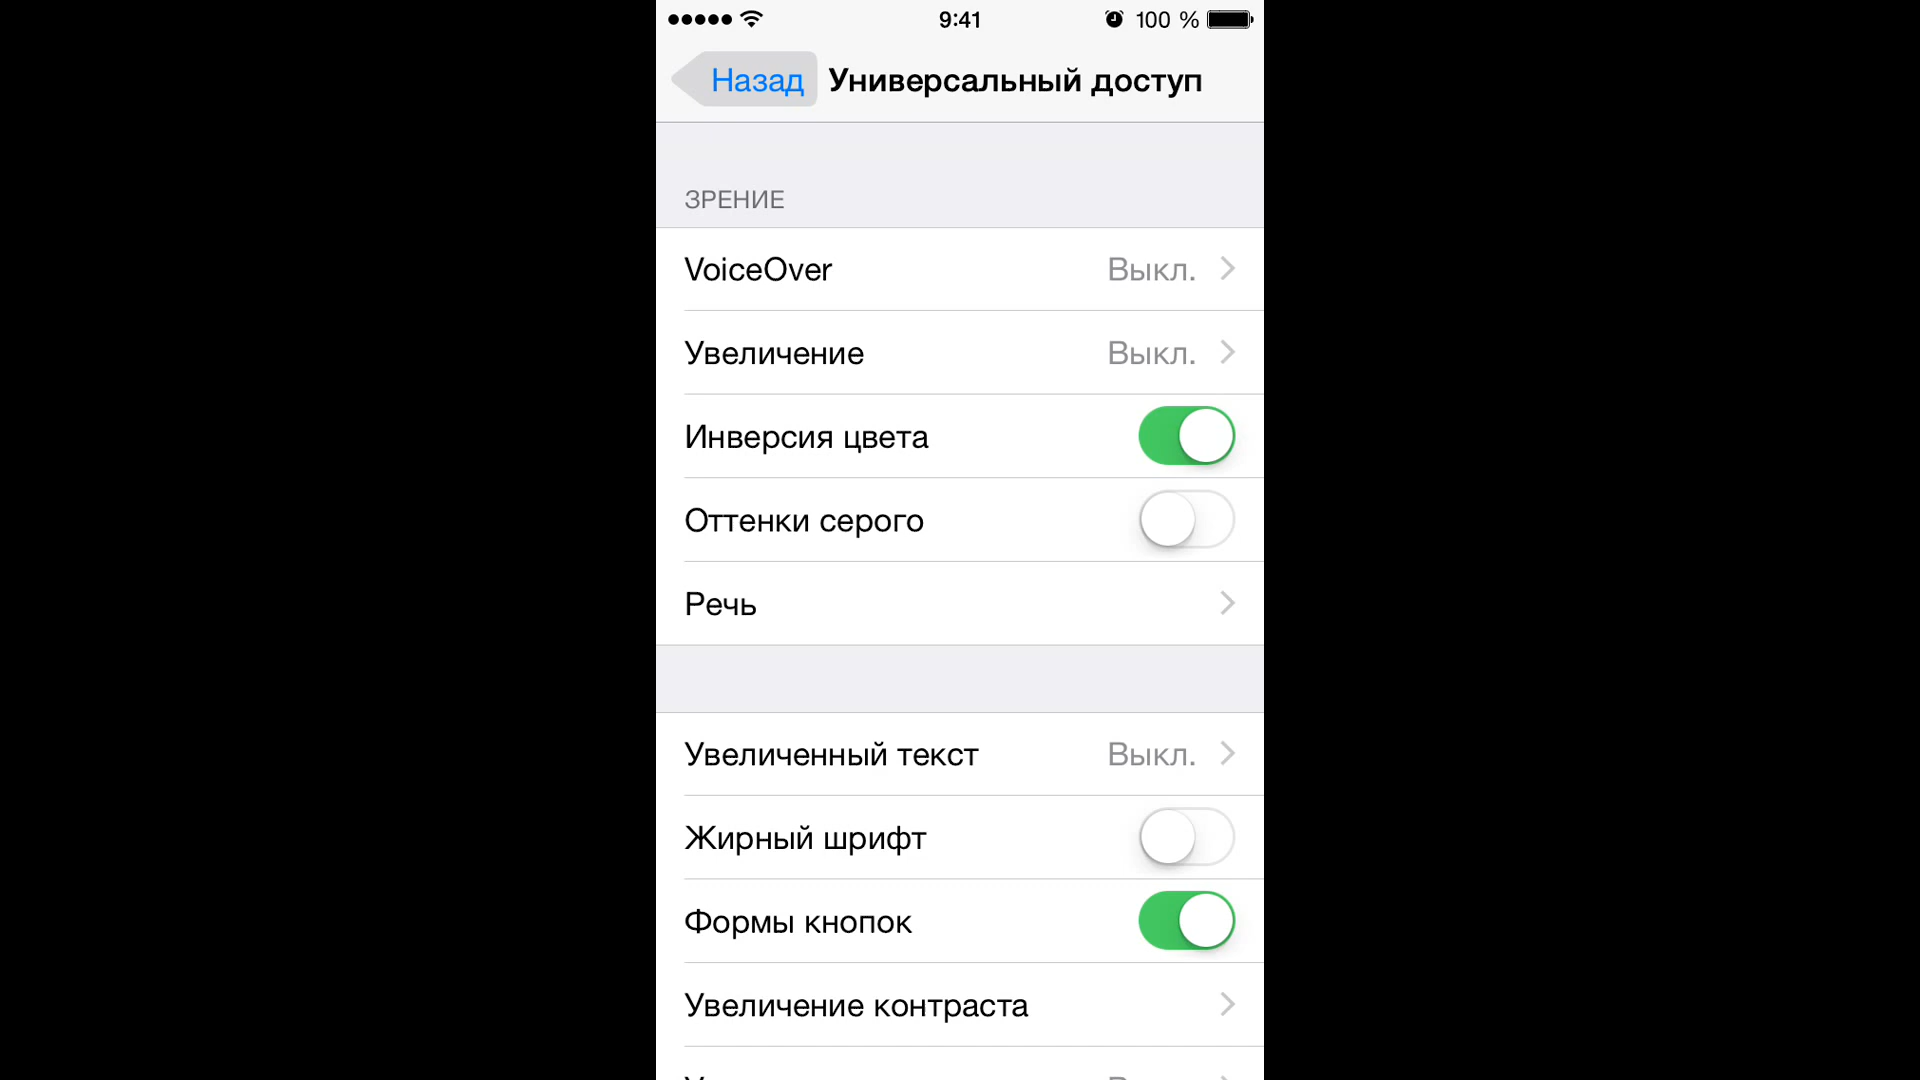 9:41 100 %
Назад Универсальный доступ
ЗРЕНИЕ
VoiceOver Выкл.
Увеличение Выкл.
Инверсия цвета
Оттенки серого
Речь
Увеличенный текст Выкл.
Жирный шрифт
Формы кнопок
Увеличение контраста